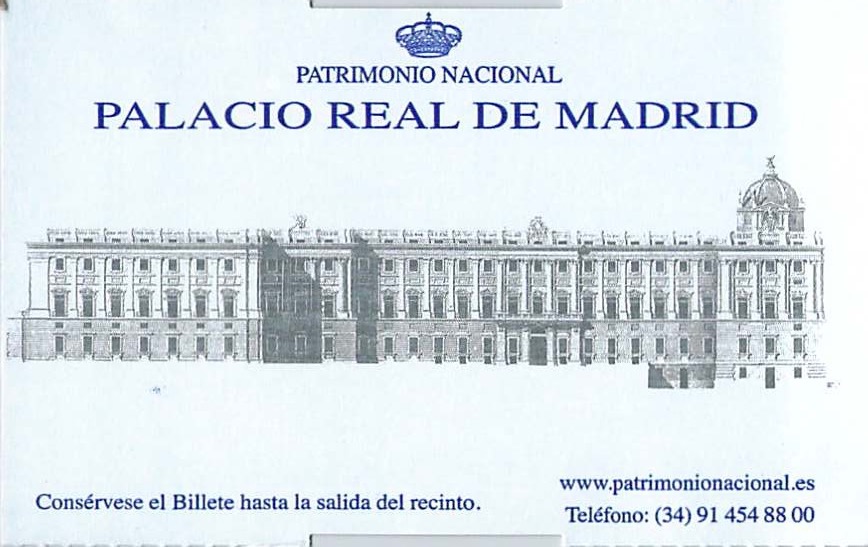 PATRIMONIO NACIONAL
PALACIO REAL DE MADRID
www.patrimonionacional.es
Consérvese el Billete hasta la salida del recinto.
Teléfono: (34) 91 454 88 00